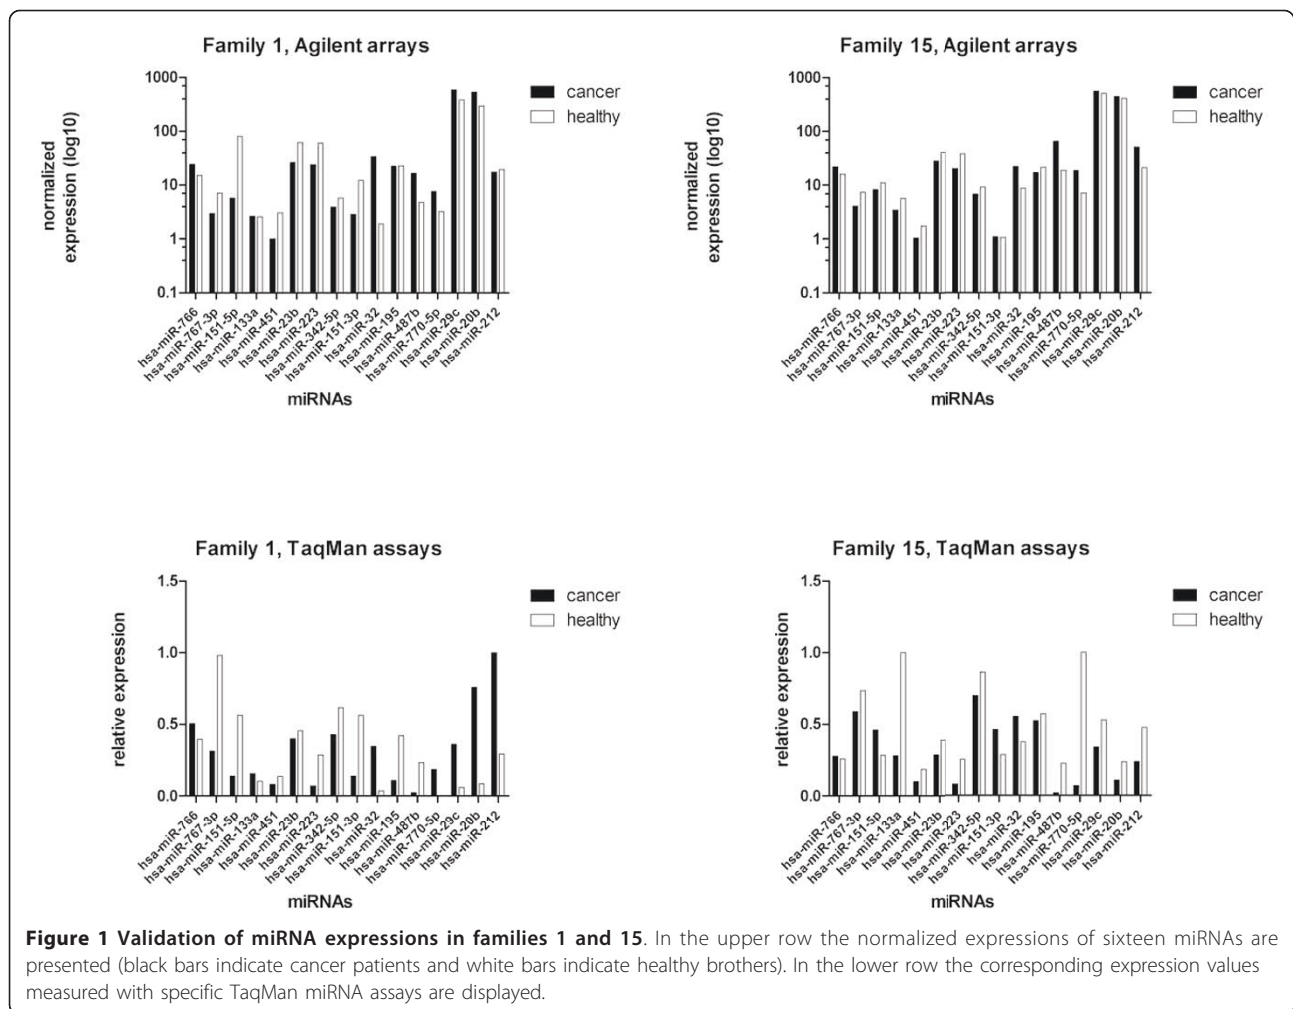 Family 1, Agilent arrays
normalized
expression (log10)
1000
100
10
1
0.1
cancer
healthy
hsa-miR-766
hsa-miR-767-3p
hsa-miR-151-5p
hsa-miR-133a
hsa-miR-451
hsa-miR-23b
hsa-miR-223
hsa-miR-342-5p
hsa-miR-151-3p
hsa-miR-32
hsa-miR-195
hsa-miR-487b
hsa-miR-770-5p
hsa-miR-29c
hsa-miR-20b
hsa-miR-212
miRNAs
Family 15, Agilent arrays
normalized
expression (log10)
1000
100
10
1
0.1
cancer
healthy
hsa-miR-766
hsa-miR-767-3p
hsa-miR-151-5p
hsa-miR-133a
hsa-miR-451
hsa-miR-23b
hsa-miR-223
hsa-miR-342-5p
hsa-miR-151-3p
hsa-miR-32
hsa-miR-195
hsa-miR-487b
hsa-miR-770-5p
hsa-miR-29c
hsa-miR-20b
hsa-miR-212
miRNAs
Family 1, TaqMan assays
relative expression
1.5
1.0
0.5
0.0
cancer
healthy
hsa-miR-766
hsa-miR-767-3p
hsa-miR-151-5p
hsa-miR-133a
hsa-miR-451
hsa-miR-23b
hsa-miR-223
hsa-miR-342-5p
hsa-miR-151-3p
hsa-miR-32
hsa-miR-195
hsa-miR-487b
hsa-miR-770-5p
hsa-miR-29c
hsa-miR-20b
hsa-miR-212
miRNAs
Family 15, TaqMan assays
relative expression
1.5
1.0
0.5
0.0
cancer
healthy
hsa-miR-766
hsa-miR-767-3p
hsa-miR-151-5p
hsa-miR-133a
hsa-miR-451
hsa-miR-23b
hsa-miR-223
hsa-miR-342-5p
hsa-miR-151-3p
hsa-miR-32
hsa-miR-195
hsa-miR-487b
hsa-miR-770-5p
hsa-miR-29c
hsa-miR-20b
hsa-miR-212
miRNAs
Figure 1 Validation of miRNA expressions in families 1 and 15. In the upper row the normalized expressions of sixteen miRNAs are
presented (black bars indicate cancer patients and white bars indicate healthy brothers). In the lower row the corresponding expression values
measured with specific TaqMan miRNA assays are displayed.